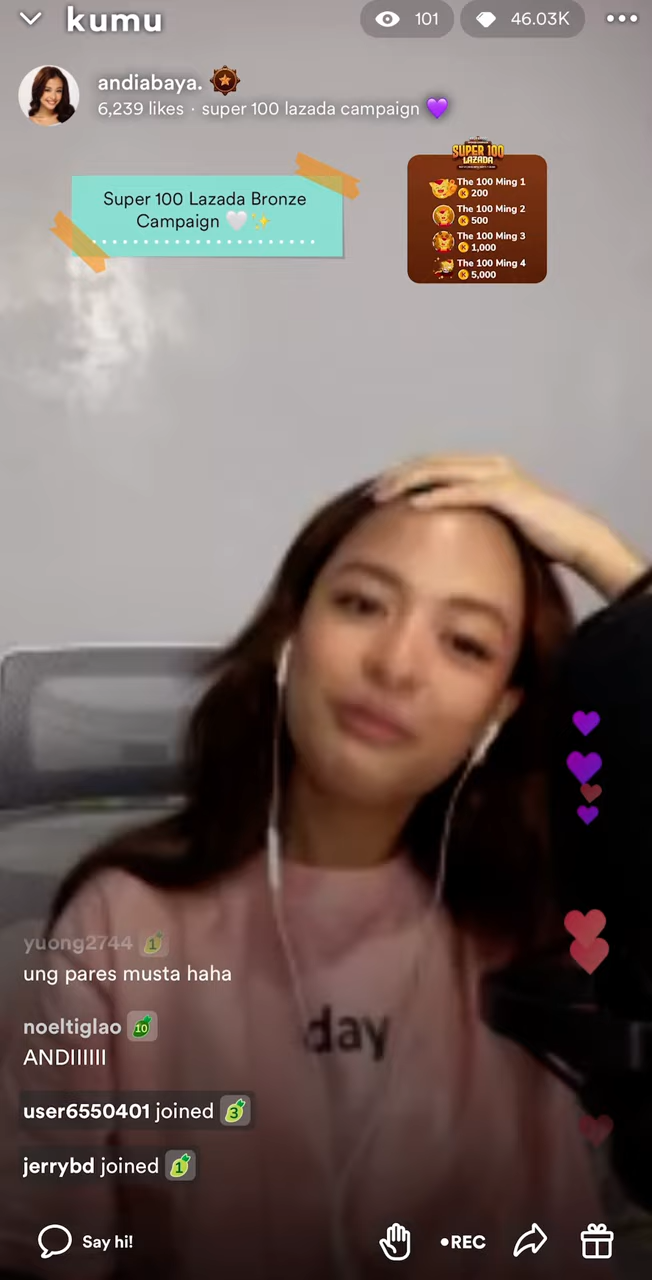 kumu
101
46.03K
andiabaya.
6,239 likes · super 100 lazada campaign 💜
Super 100 Lazada Bronze
Campaign 🤍✨
SUPER 100
LAZADA
The 100 Ming 1
K 200
The 100 Ming 2
K 500
The 100 Ming 3
K 1,000
The 100 Ming 4
K 5,000
day
yuong2744 1
ung pares musta haha
noeltiglao 10
ANDIIIIII
user6550401 joined 3
jerrybd joined 1
Say hi!
•REC